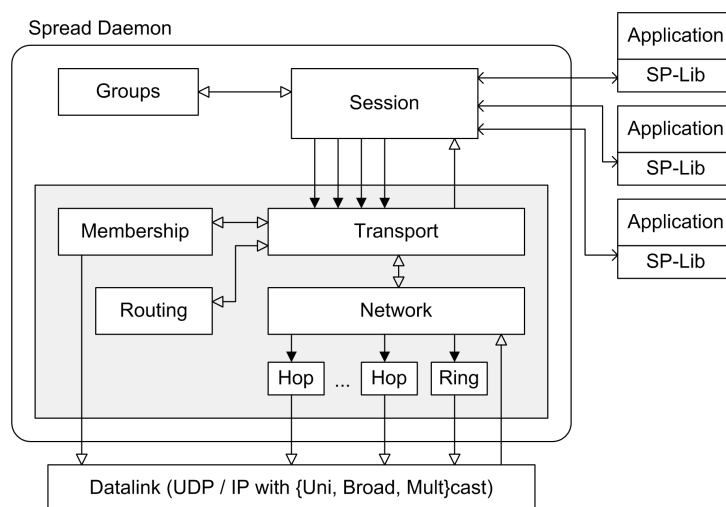 Spread Daemon
Application
SP-Lib
Groups
Session
Application
SP-Lib
Application
SP-Lib
Membership
Transport
Routing
Network
Hop
...
Hop
Ring
Datalink (UDP / IP with {Uni, Broad, Mult}cast)